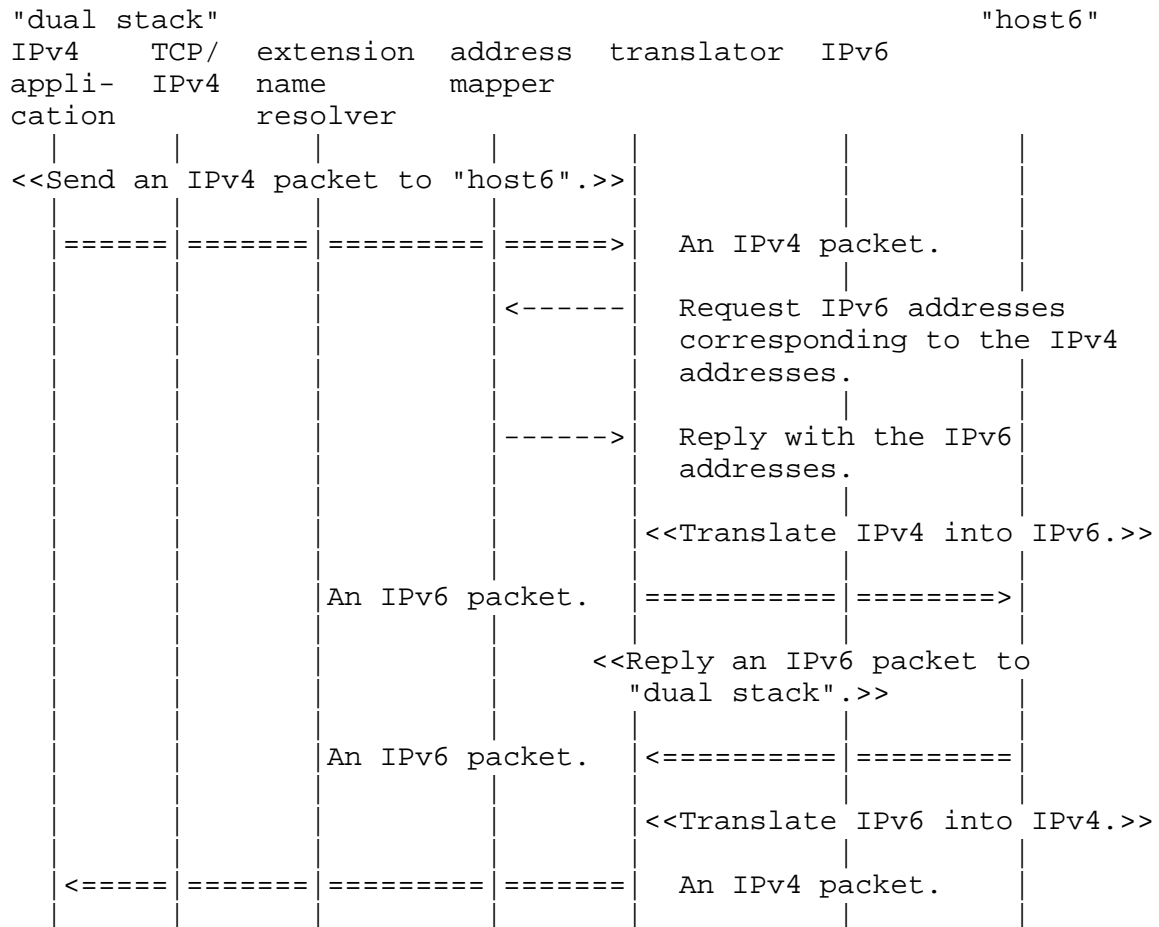 "dual stack" "host6"
IPv4 TCP/ extension address translator IPv6
appli- IPv4 name mapper
cation resolver
<<Send an IPv4 packet to "host6".>>
|======|=======|=========|======>| An IPv4 packet.
|<------| Request IPv6 addresses
corresponding to the IPv4
addresses.
|------>| Reply with the IPv6
addresses.
<<Translate IPv4 into IPv6.>>
An IPv6 packet. |===========|========>|
<<Reply an IPv6 packet to
"dual stack".>>
An IPv6 packet. |<==========|=========|
<<Translate IPv6 into IPv4.>>
|<=====|=======|=========|=======| An IPv4 packet.